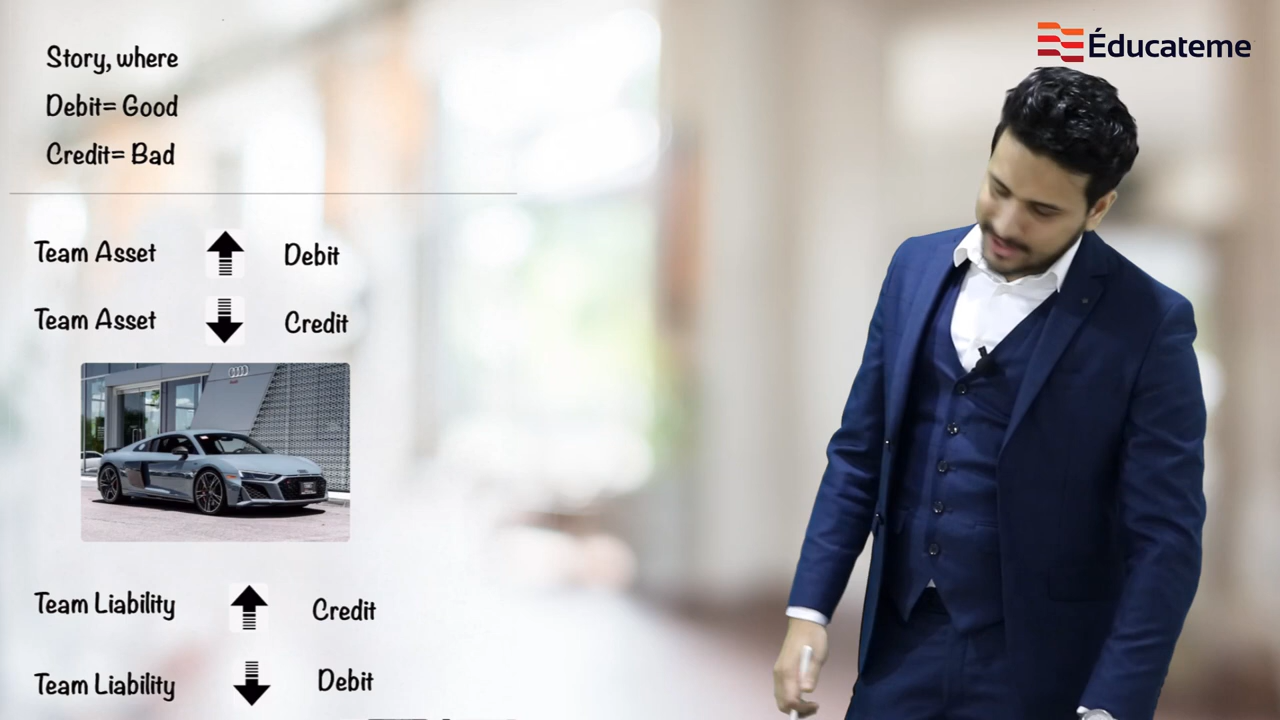 Éducateme
Story, where
Debit= Good
Credit= Bad
Team Asset Debit
Team Asset Credit
Team Liability Credit
Team Liability Debit